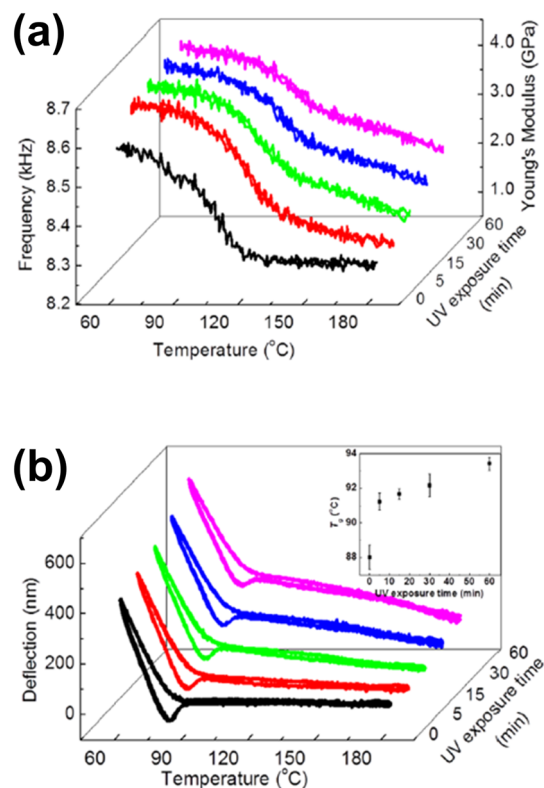 (a)
8.7
8.6
8.5
8.4
8.3
8.2
Frequency (kHz)
4.0
3.0
2.0
1.0
Young's Modulus (GPa)
60
30
15
5
0
UV exposure time
(min)
60 90 120 150 180
Temperature (°C)
(b)
600
400
200
0
Deflection (nm)
94
92
90
88
Tg (°C)
0 10 20 30 40 50 60
UV exposure time (min)
60
30
15
5
0
UV exposure time
(min)
60 90 120 150 180
Temperature (°C)